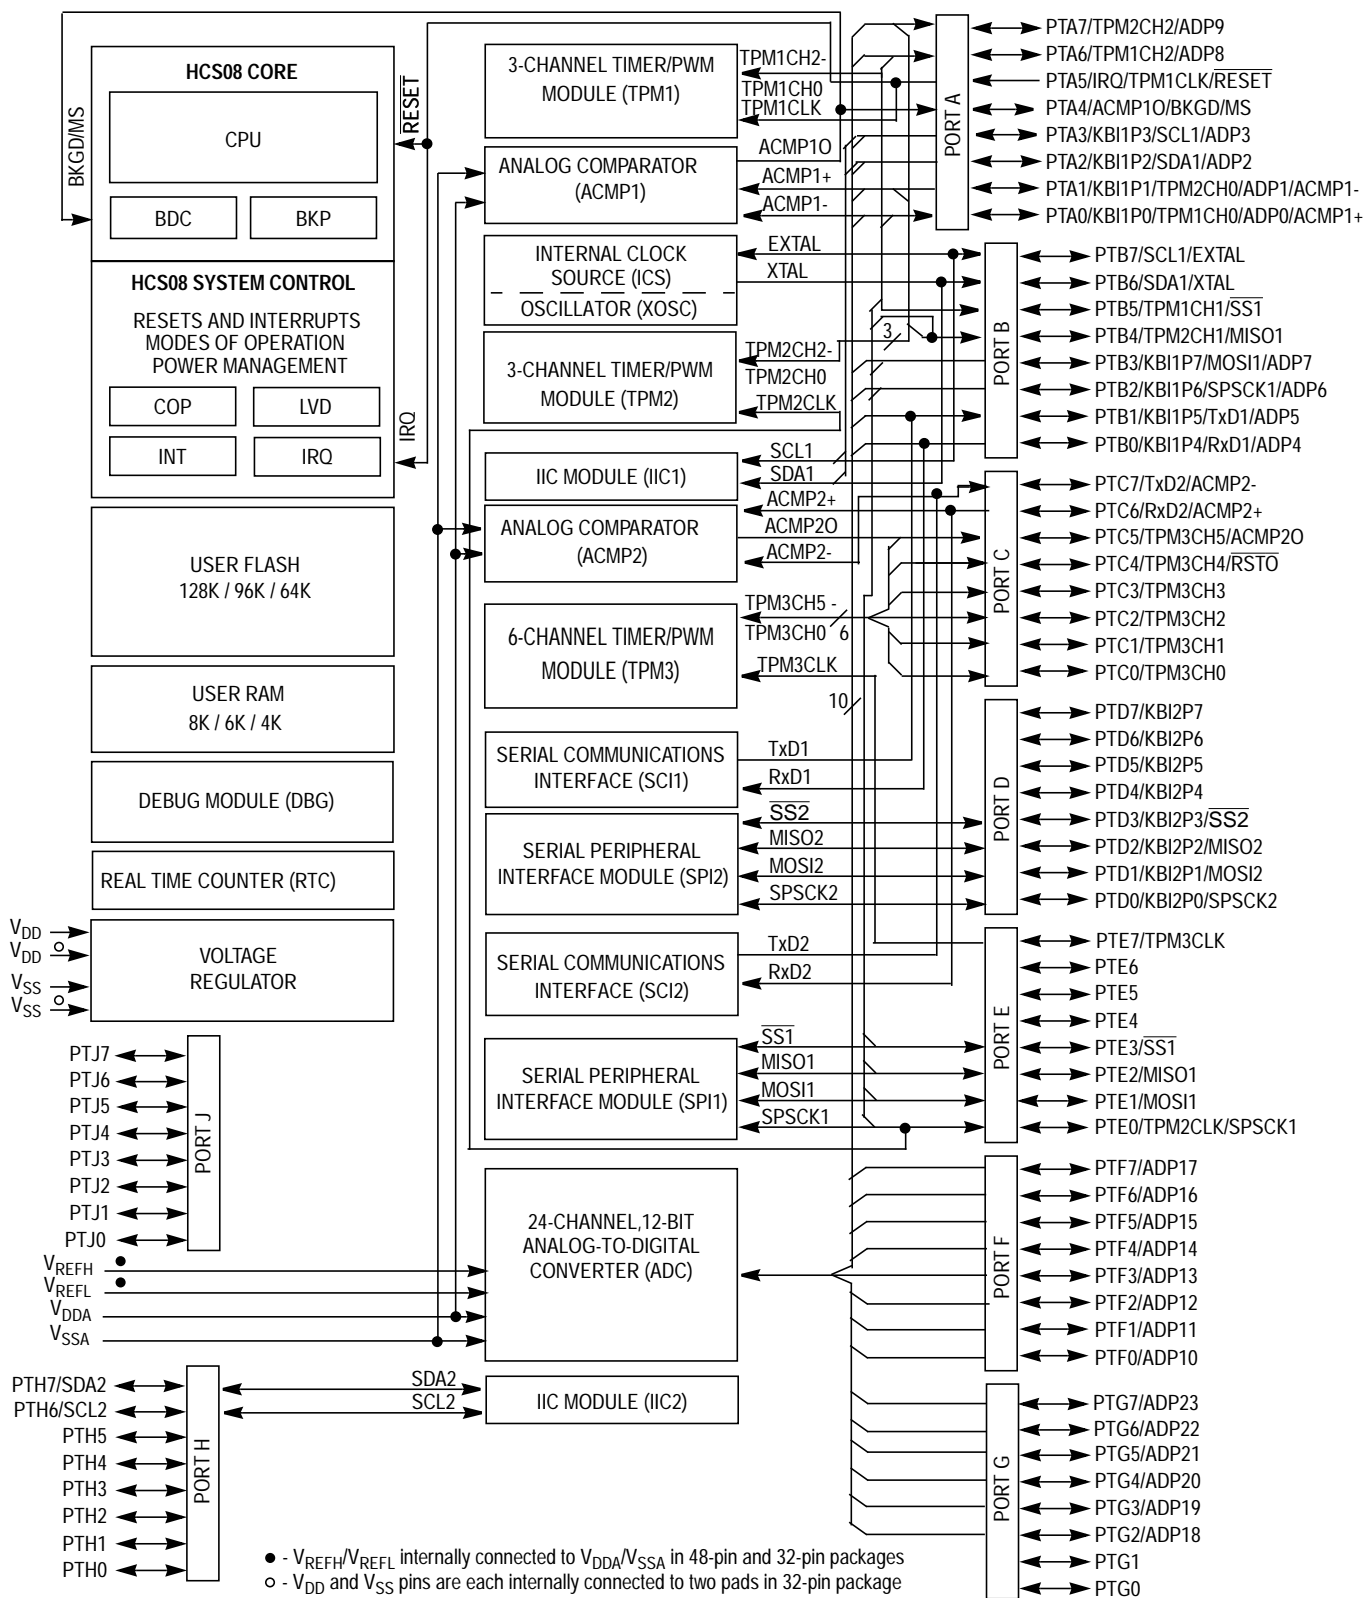 BKGD/MS
HCS08 CORE
CPU
BDC
BKP
RESET
HCS08 SYSTEM CONTROL
RESETS AND INTERRUPTS
MODES OF OPERATION
POWER MANAGEMENT
COP
LVD
INT
IRQ
IRQ
USER FLASH
128K / 96K / 64K
USER RAM
8K / 6K / 4K
DEBUG MODULE (DBG)
REAL TIME COUNTER (RTC)
VDD
VDD
VSS
VSS
VOLTAGE
REGULATOR
PTJ7
PTJ6
PTJ5
PTJ4
PTJ3
PTJ2
PTJ1
PTJ0
PORT J
VREFH
VREFL
VDDA
VSSA
PTH7/SDA2
PTH6/SCL2
PTH5
PTH4
PTH3
PTH2
PTH1
PTH0
PORT H
3-CHANNEL TIMER/PWM
MODULE (TPM1)
TPM1CH2-
TPM1CH0
TPM1CLK
ANALOG COMPARATOR
(ACMP1)
ACMP1O
ACMP1+
ACMP1-
INTERNAL CLOCK
SOURCE (ICS)
OSCILLATOR (XOSC)
EXTAL
XTAL
3-CHANNEL TIMER/PWM
MODULE (TPM2)
TPM2CH2-
TPM2CH0
TPM2CLK
3
IIC MODULE (IIC1)
SCL1
SDA1
ANALOG COMPARATOR
(ACMP2)
ACMP2+
ACMP2O
ACMP2-
6-CHANNEL TIMER/PWM
MODULE (TPM3)
TPM3CH5 -
TPM3CH0 6
TPM3CLK
10
SERIAL COMMUNICATIONS
INTERFACE (SCI1)
TxD1
RxD1
SERIAL PERIPHERAL
INTERFACE MODULE (SPI2)
SS2
MISO2
MOSI2
SPSCK2
SERIAL COMMUNICATIONS
INTERFACE (SCI2)
TxD2
RxD2
SERIAL PERIPHERAL
INTERFACE MODULE (SPI1)
SS1
MISO1
MOSI1
SPSCK1
24-CHANNEL,12-BIT
ANALOG-TO-DIGITAL
CONVERTER (ADC)
SDA2
SCL2
IIC MODULE (IIC2)
PORT A
PTA7/TPM2CH2/ADP9
PTA6/TPM1CH2/ADP8
PTA5/IRQ/TPM1CLK/RESET
PTA4/ACMP1O/BKGD/MS
PTA3/KBI1P3/SCL1/ADP3
PTA2/KBI1P2/SDA1/ADP2
PTA1/KBI1P1/TPM2CH0/ADP1/ACMP1-
PTA0/KBI1P0/TPM1CH0/ADP0/ACMP1+
PORT B
PTB7/SCL1/EXTAL
PTB6/SDA1/XTAL
PTB5/TPM1CH1/SS1
PTB4/TPM2CH1/MISO1
PTB3/KBI1P7/MOSI1/ADP7
PTB2/KBI1P6/SPSCK1/ADP6
PTB1/KBI1P5/TxD1/ADP5
PTB0/KBI1P4/RxD1/ADP4
PORT C
PTC7/TxD2/ACMP2-
PTC6/RxD2/ACMP2+
PTC5/TPM3CH5/ACMP2O
PTC4/TPM3CH4/RSTO
PTC3/TPM3CH3
PTC2/TPM3CH2
PTC1/TPM3CH1
PTC0/TPM3CH0
PORT D
PTD7/KBI2P7
PTD6/KBI2P6
PTD5/KBI2P5
PTD4/KBI2P4
PTD3/KBI2P3/SS2
PTD2/KBI2P2/MISO2
PTD1/KBI2P1/MOSI2
PTD0/KBI2P0/SPSCK2
PORT E
PTE7/TPM3CLK
PTE6
PTE5
PTE4
PTE3/SS1
PTE2/MISO1
PTE1/MOSI1
PTE0/TPM2CLK/SPSCK1
PORT F
PTF7/ADP17
PTF6/ADP16
PTF5/ADP15
PTF4/ADP14
PTF3/ADP13
PTF2/ADP12
PTF1/ADP11
PTF0/ADP10
PORT G
PTG7/ADP23
PTG6/ADP22
PTG5/ADP21
PTG4/ADP20
PTG3/ADP19
PTG2/ADP18
PTG1
PTG0
● - VREFH/VREFL internally connected to VDDA/VSSA in 48-pin and 32-pin packages
○ - VDD and VSS pins are each internally connected to two pads in 32-pin package